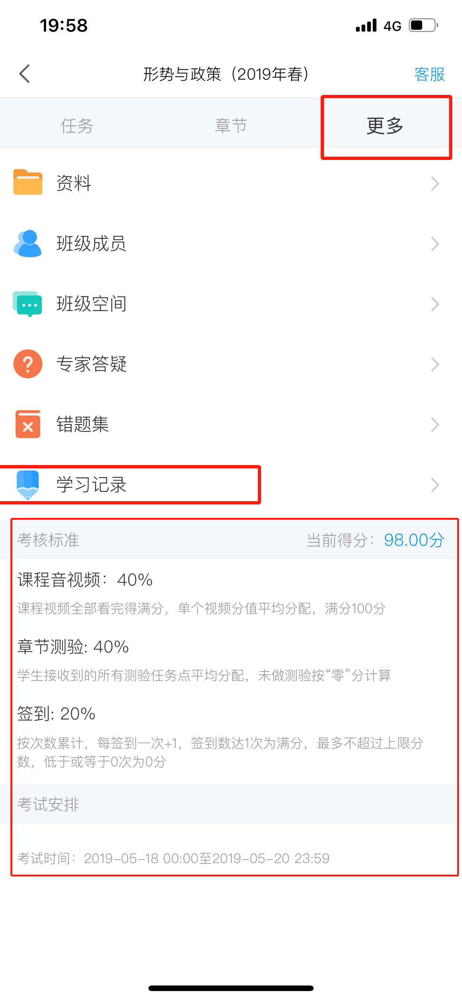 19:58
4G
形势与政策（2019年春）
客服
任务
章节
更多
资料
班级成员
班级空间
专家答疑
错题集
学习记录
考核标准
当前得分：98.00分
课程音视频：40%
课程视频全部看完得满分，单个视频分值平均分配，满分100分
章节测验: 40%
学生接收到的所有测验任务点平均分配，未做测验按“零”分计算
签到: 20%
按次数累计，每签到一次+1，签到数达1次为满分，最多不超过上限分
数，低于或等于0次为0分
考试安排
考试时间：2019-05-18 00:00至2019-05-20 23:59